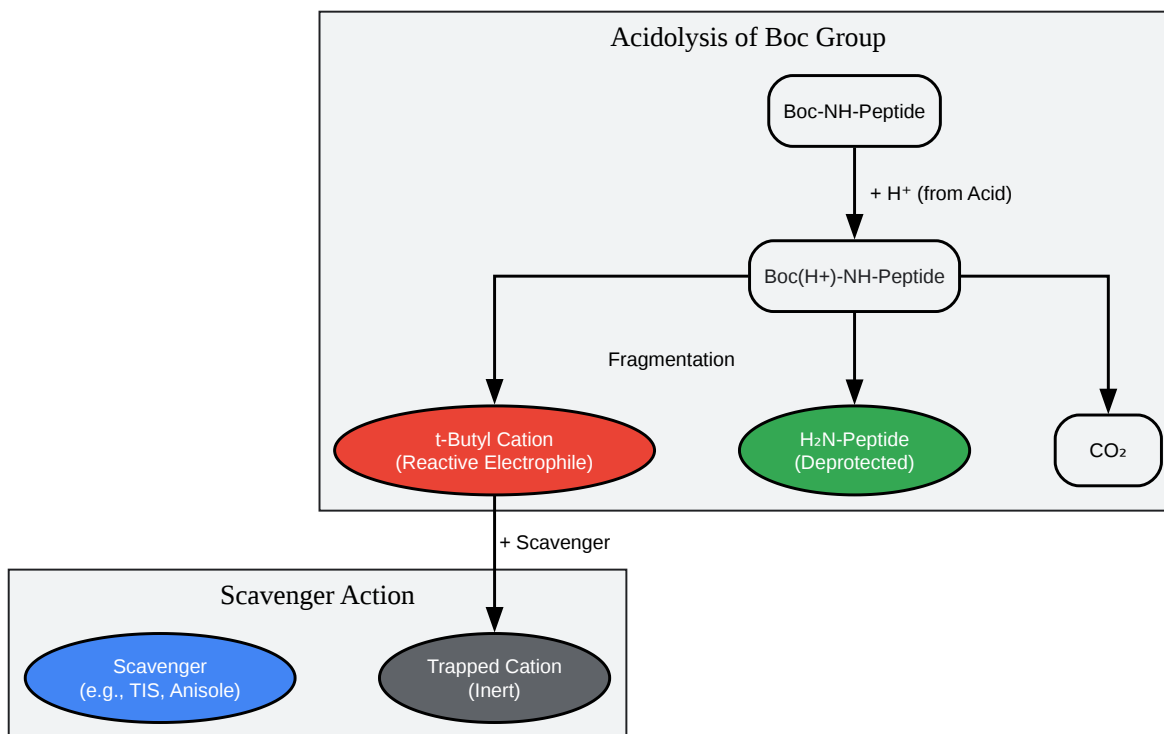 Acidolysis of Boc Group
Boc-NH-Peptide
+ H⁺ (from Acid)
Boc(H+)-NH-Peptide
Fragmentation
t-Butyl Cation
(Reactive Electrophile)
H₂N-Peptide
(Deprotected)
CO₂
+ Scavenger
Scavenger Action
Scavenger
(e.g., TIS, Anisole)
Trapped Cation
(Inert)